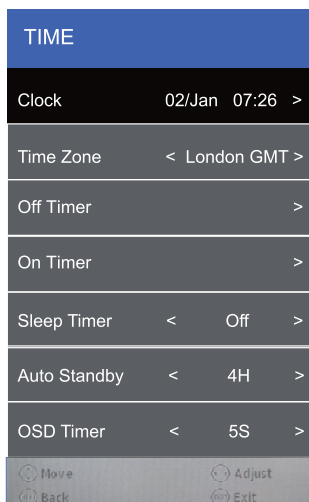 TIME
Clock 02/Jan 07:26 >
Time Zone < London GMT >
Off Timer >
On Timer >
Sleep Timer < Off >
Auto Standby < 4H >
OSD Timer < 5S >
Move Adjust
Back Exit